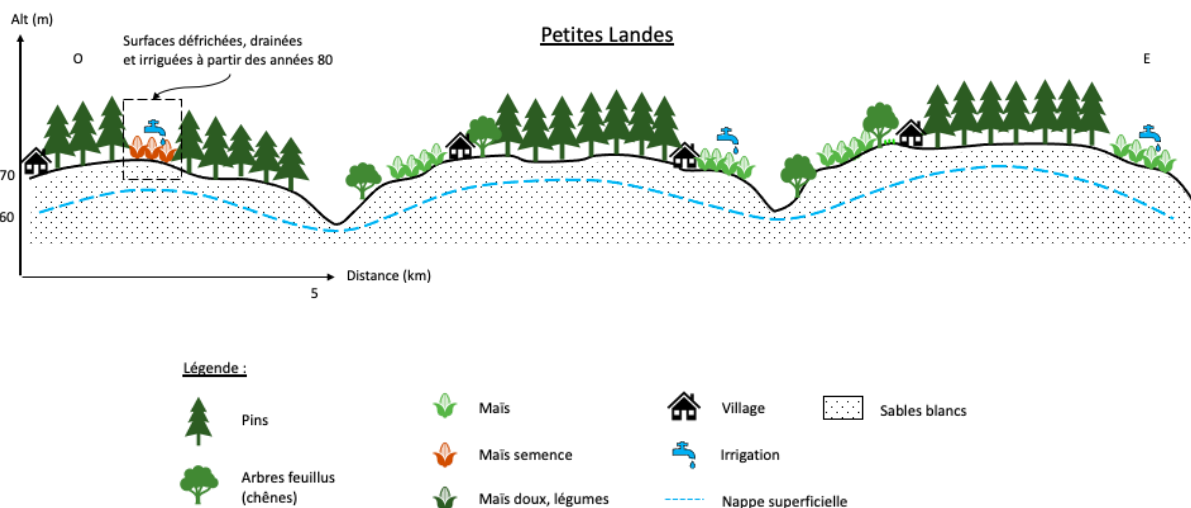 Alt (m)
Petites Landes
Surfaces défrichées, drainées
et irriguées à partir des années 80
O
E
70
60
Distance (km)
5
Légende :
Pins
Maïs
Village
Sables blancs
Maïs semence
Irrigation
Arbres feuillus
(chênes)
Maïs doux, légumes
Nappe superficielle